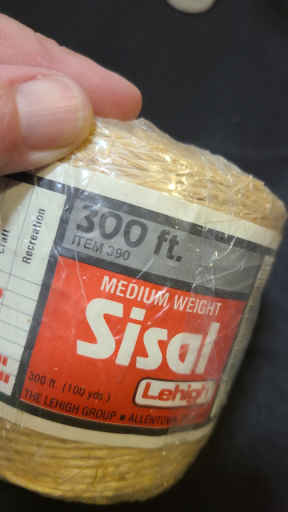 Craft
Recreation
300 ft.
ITEM 390
MEDIUM WEIGHT
Sisal
Lehigh
300 ft. (100 yds.)
THE LEHIGH GROUP ■ ALLENTOWN